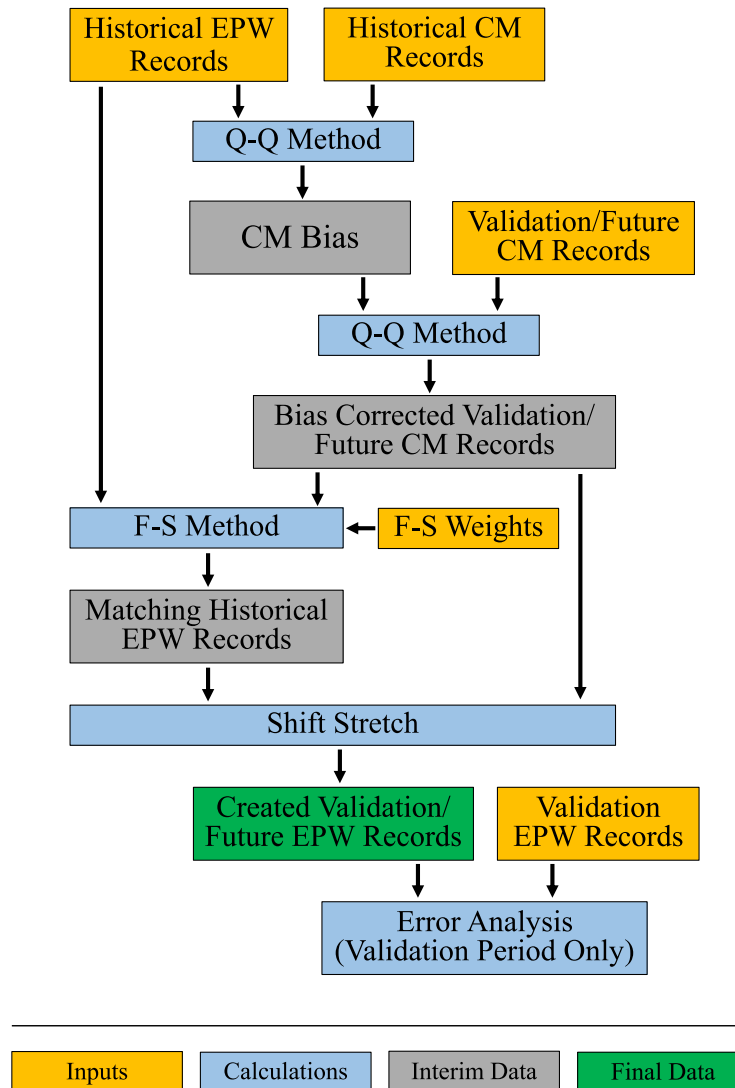 Historical EPW
Records
Historical CM
Records
Q-Q Method
CM Bias
Validation/Future
CM Records
Q-Q Method
Bias Corrected Validation/
Future CM Records
F-S Method
F-S Weights
Matching Historical
EPW Records
Shift Stretch
Created Validation/
Future EPW Records
Validation
EPW Records
Error Analysis
(Validation Period Only)
Inputs
Calculations
Interim Data
Final Data